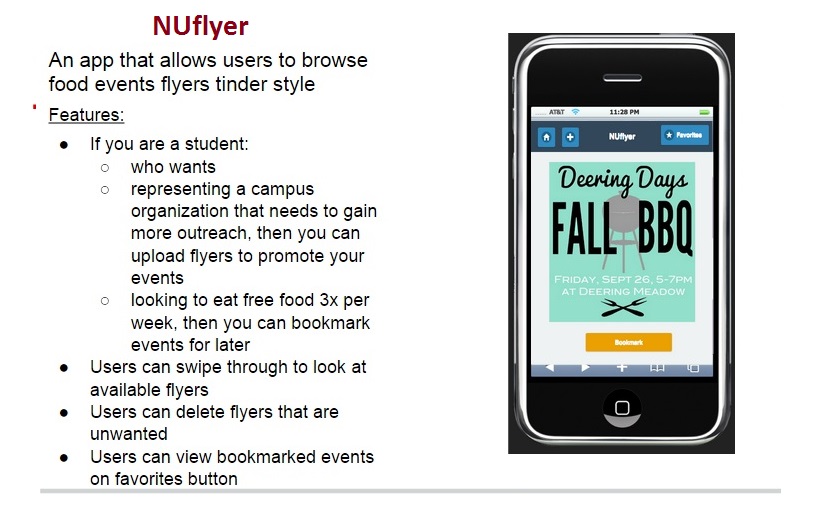 NUflyer
An app that allows users to browse
food events flyers tinder style
Features:
● If you are a student:
○ who wants
○ representing a campus
organization that needs to gain
more outreach, then you can
upload flyers to promote your
events
○ looking to eat free food 3x per
week, then you can bookmark
events for later
● Users can swipe through to look at
available flyers
● Users can delete flyers that are
unwanted
● Users can view bookmarked events
on favorites button
AT&T 11:28 PM
NUflyer
Favorites
Deering Days
FALL BBQ
FRIDAY, SEPT 26, 5-7PM
AT DEERING MEADOW
Bookmark